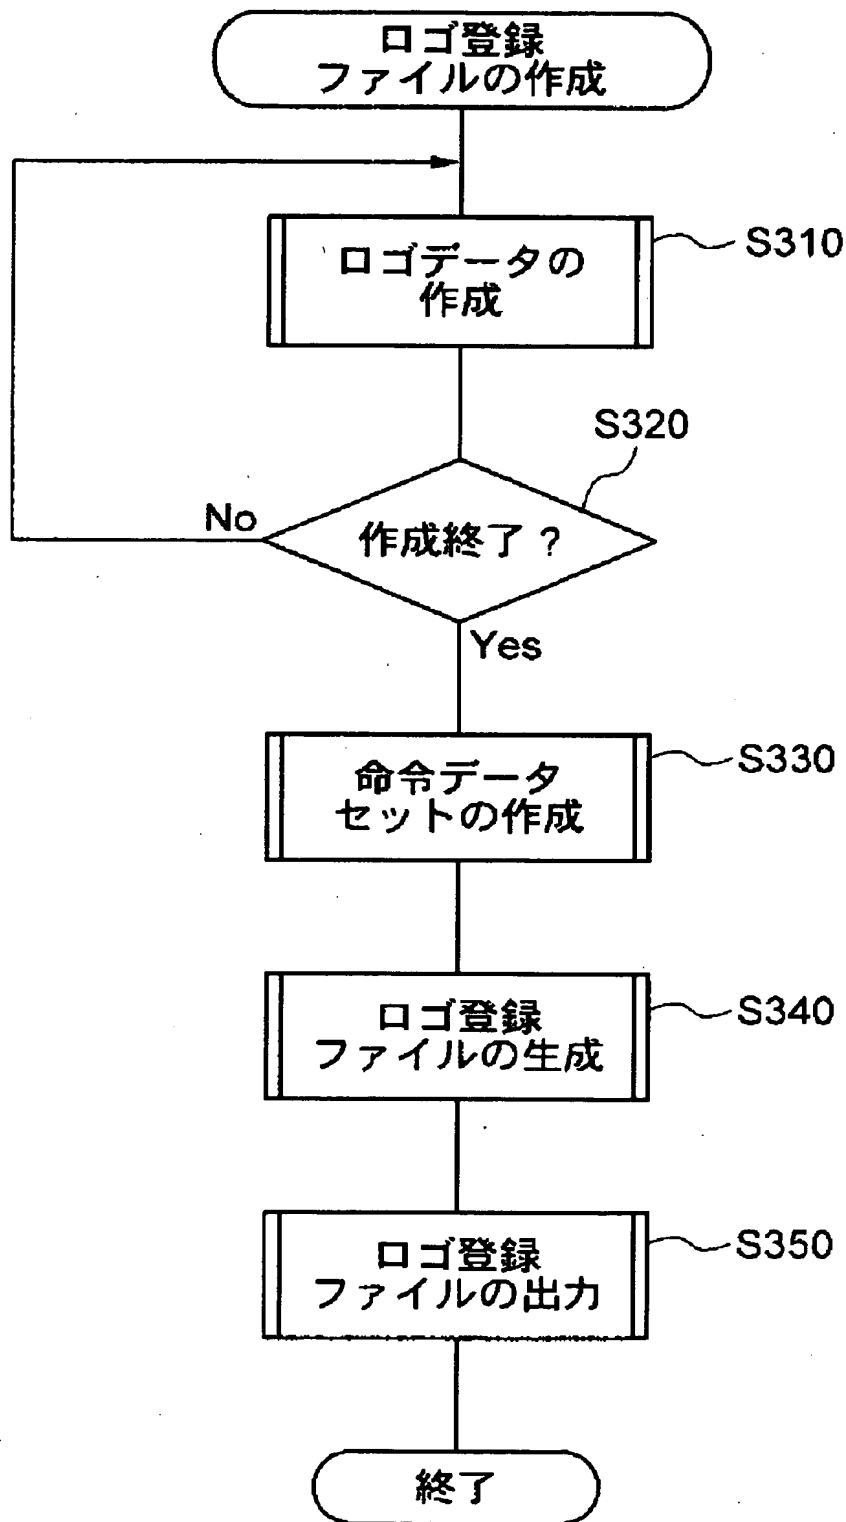 ロゴ登録
ファイルの作成
ロゴデータの
作成
S310
S320
作成終了？
No
Yes
命令データ
セットの作成
S330
ロゴ登録
ファイルの生成
S340
ロゴ登録
ファイルの出力
S350
終了